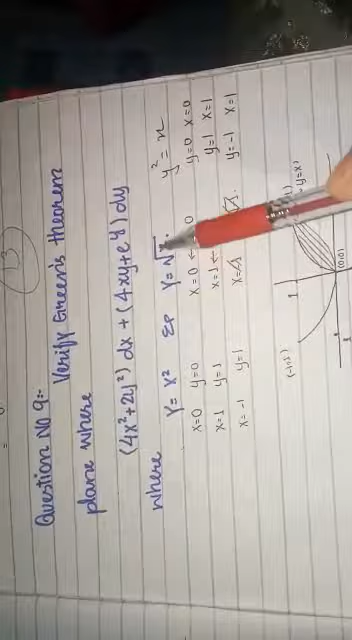 13
Question No 9:-
Verify Green's theorem
plane where
(4x²+2y²) dx + (4xy+e^y) dy
where
y = x² & y = √x. y² = x
x=0 y=0 x=0 ← 0 y=0 x=0
x=1 y=1 x=1 ← y=1 x=1
x=-1 y=1 y=-1 x=1
(-1,1) 1 y=x²)
(0,0)